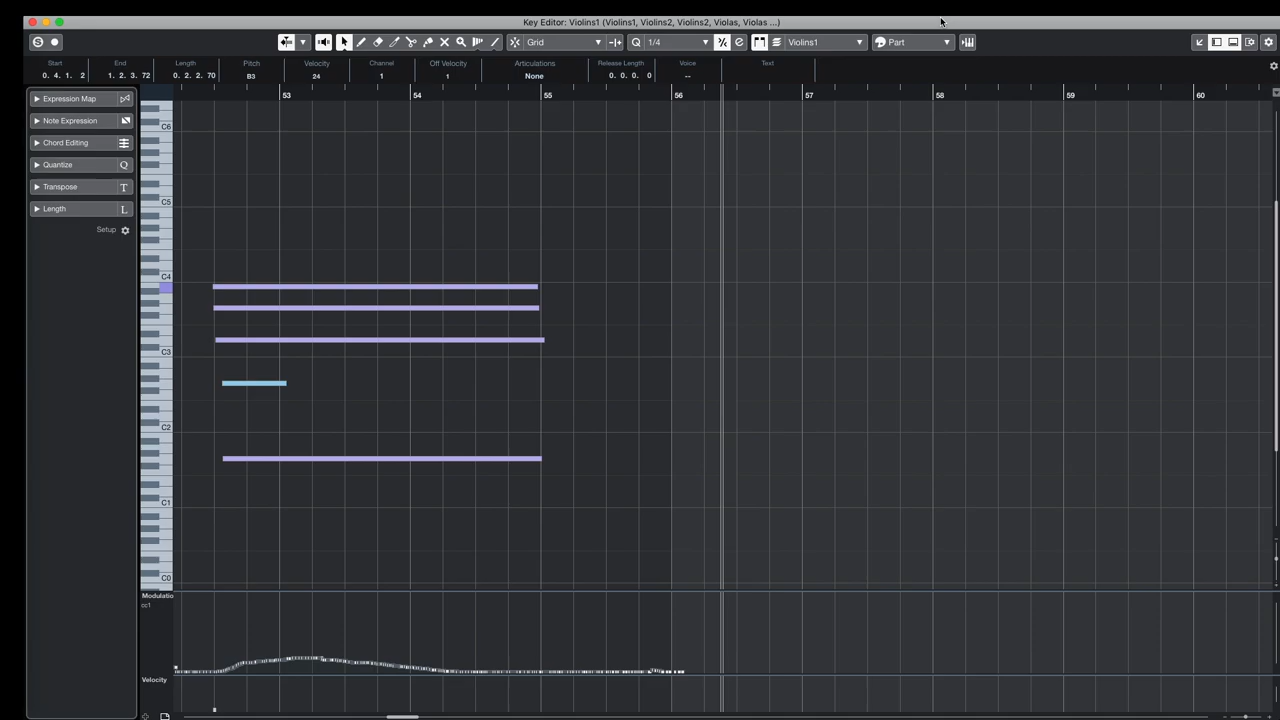 Key Editor: Violins1 (Violins1, Violins2, Violins2, Violas, Violas ...)
S Grid Q 1/4 Violins1 Part
Start End Length Pitch Velocity Channel Off Velocity Articulations Release Length Voice Text
0. 4. 1. 2 1. 2. 3. 72 0. 2. 2. 70 B3 24 1 1 None 0. 0. 0. 0 --
53 54 55 56 57 58 59 60
Expression Map
Note Expression
Chord Editing
Quantize Q
Transpose T
Length L
Setup
C6
C5
C4
C3
C2
C1
C0
Modulatio
cc1
Velocity